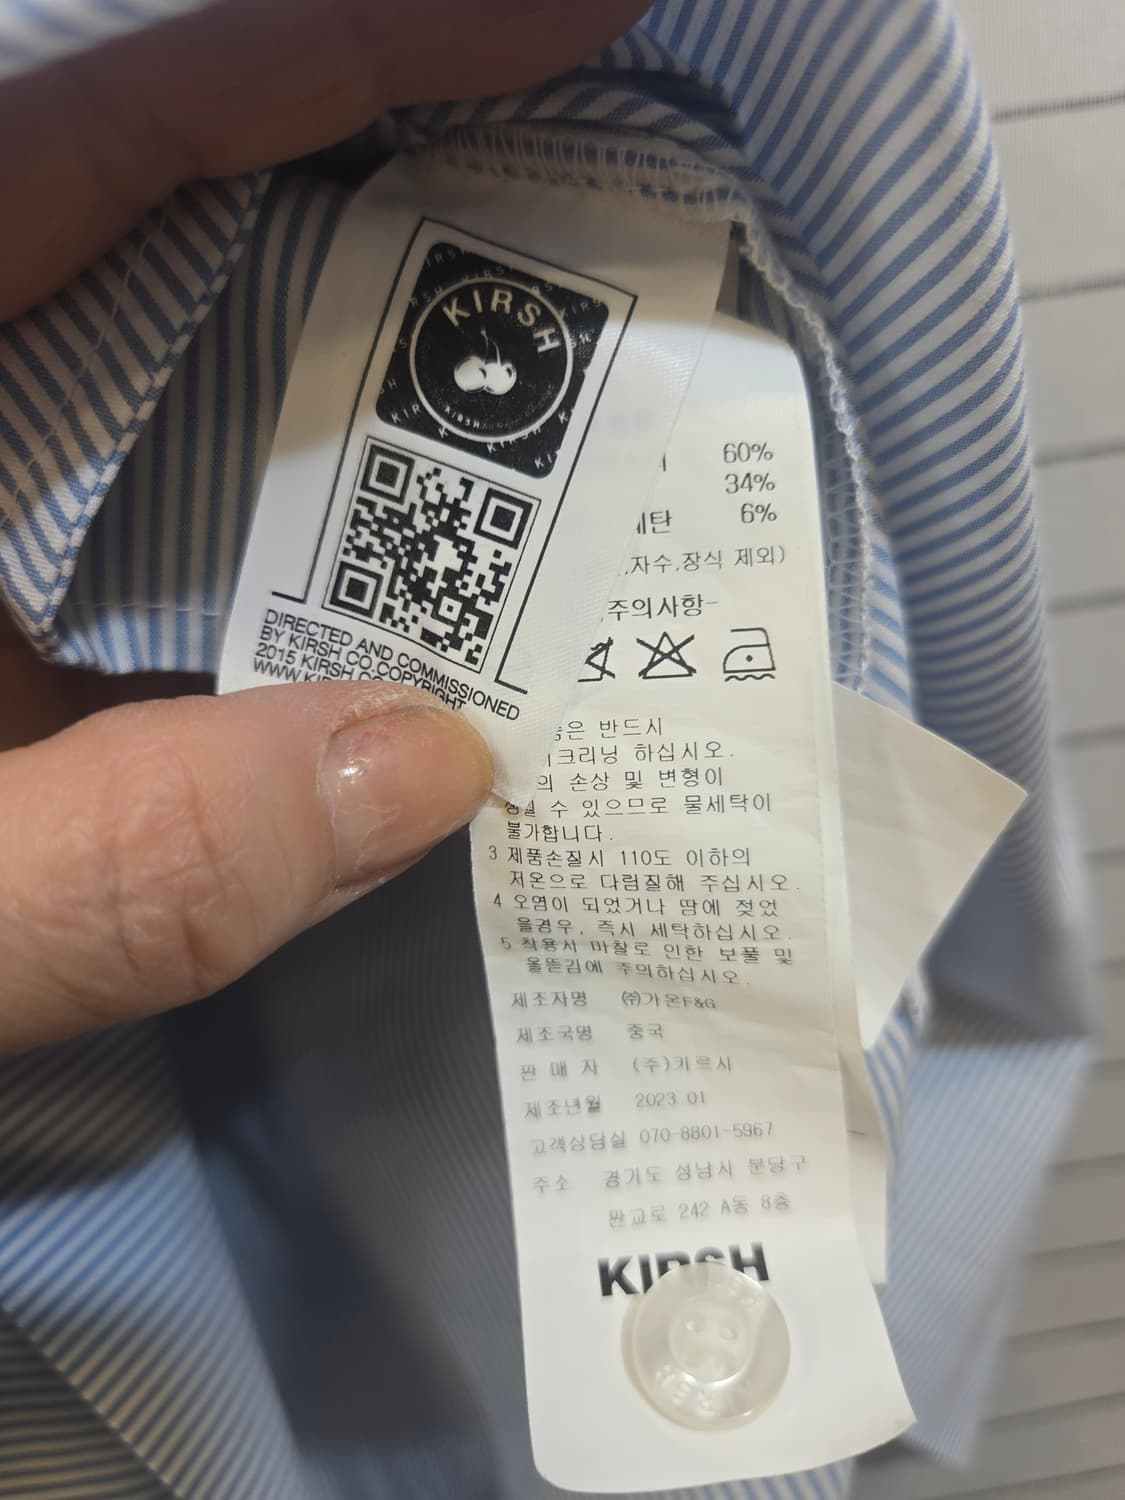 KIRSH
DIRECTED AND COMMISSIONED
BY KIRSH CO.COPYRIGHT
2015 KIRSH CO
60%
34%
6%
,자수,장식 제외)
주의사항-
은 반드시
크리닝 하십시오.
의 손상 및 변형이
생길 수 있으므로 물세탁이
불가합니다.
3 제품손질시 110도 이하의
저온으로 다림질해 주십시오.
4 오염이 되었거나 땀에 젖었
을경우, 즉시 세탁하십시오.
5 착용시 마찰로 인한 보풀 및
올뜯김에 주의하십시오.
제조자명 ㈜가온F&G
제조국명 중국
판 매 자 (주)키르시
제조년월 2023.01
고객상담실 070-8801-5967
주소 경기도 성남시 분당구
판교로 242 A동 8층
KIRSH